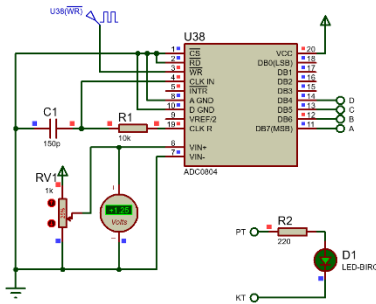 U38(WR)
U38
1 CS VCC 20
2 RD DB0(LSB) 18
3 WR DB1 17
4 CLK IN DB2 16
5 INTR DB3 15
8 A GND DB4 14 D
10 D GND DB5 13 C
9 VREF/2 DB6 12 B
19 CLK R DB7(MSB) 11 A
6 VIN+
7 VIN-
ADC0804
C1
150p
R1
10k
RV1
1k
+1.25
Volts
PT
R2
220
D1
LED-BIRG
KT